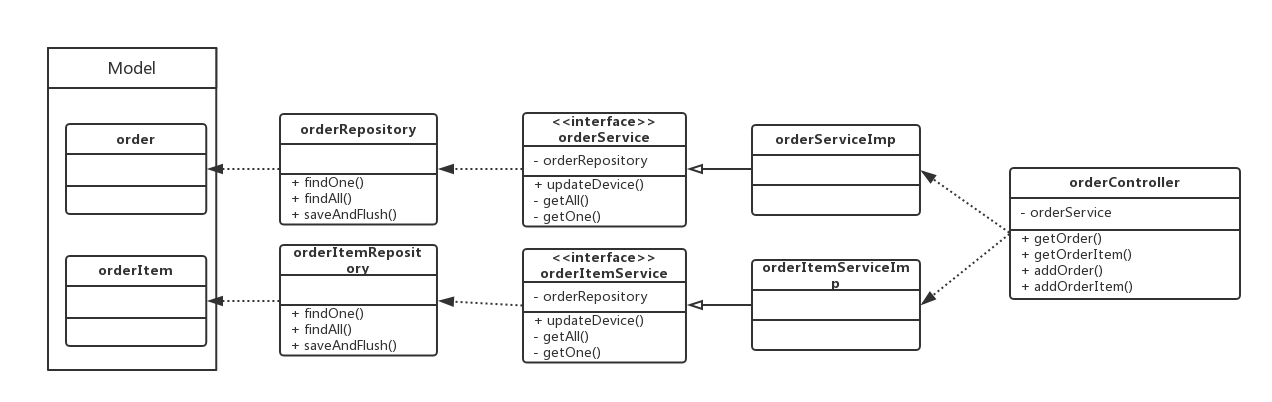 Model
order
orderItem
orderRepository
+ findOne()
+ findAll()
+ saveAndFlush()
orderItemReposit
ory
+ findOne()
+ findAll()
+ saveAndFlush()
<<interface>>
orderService
- orderRepository
+ updateDevice()
- getAll()
- getOne()
<<interface>>
orderItemService
- orderRepository
+ updateDevice()
- getAll()
- getOne()
orderServiceImp
orderItemServiceIm
p
orderController
- orderService
+ getOrder()
+ getOrderItem()
+ addOrder()
+ addOrderItem()